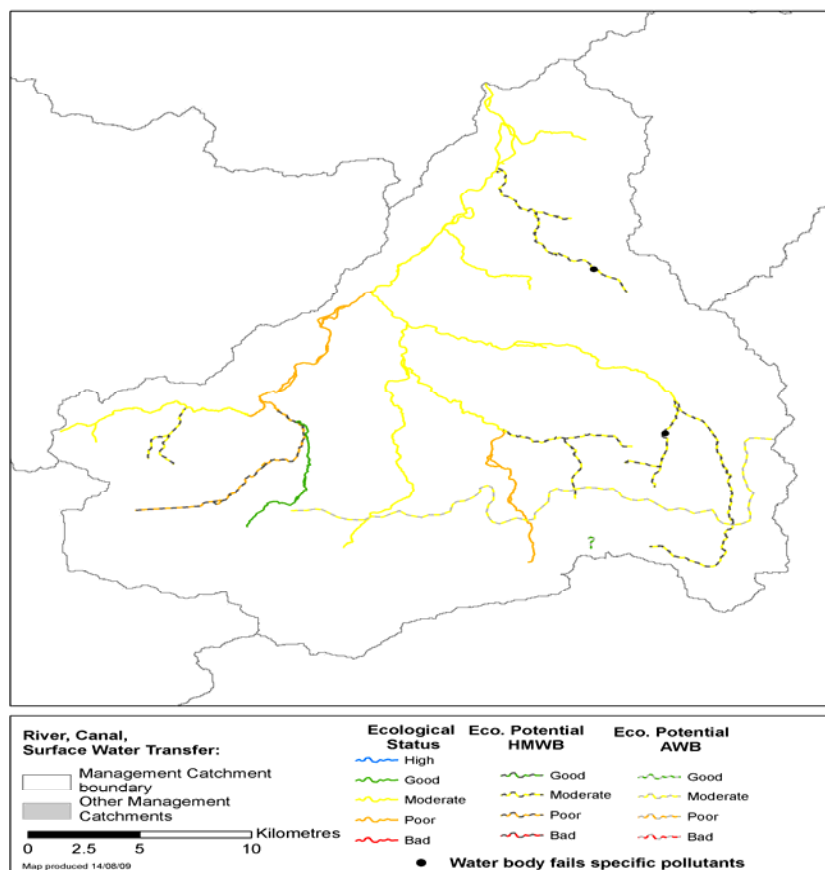 ?
River, Canal,
Surface Water Transfer:
Management Catchment
boundary
Other Management
Catchments
0 2.5 5 10 Kilometres
Map produced 14/08/09
Ecological
Status
High
Good
Moderate
Poor
Bad
Eco. Potential
HMWB
Good
Moderate
Poor
Bad
Eco. Potential
AWB
Good
Moderate
Poor
Bad
Water body fails specific pollutants